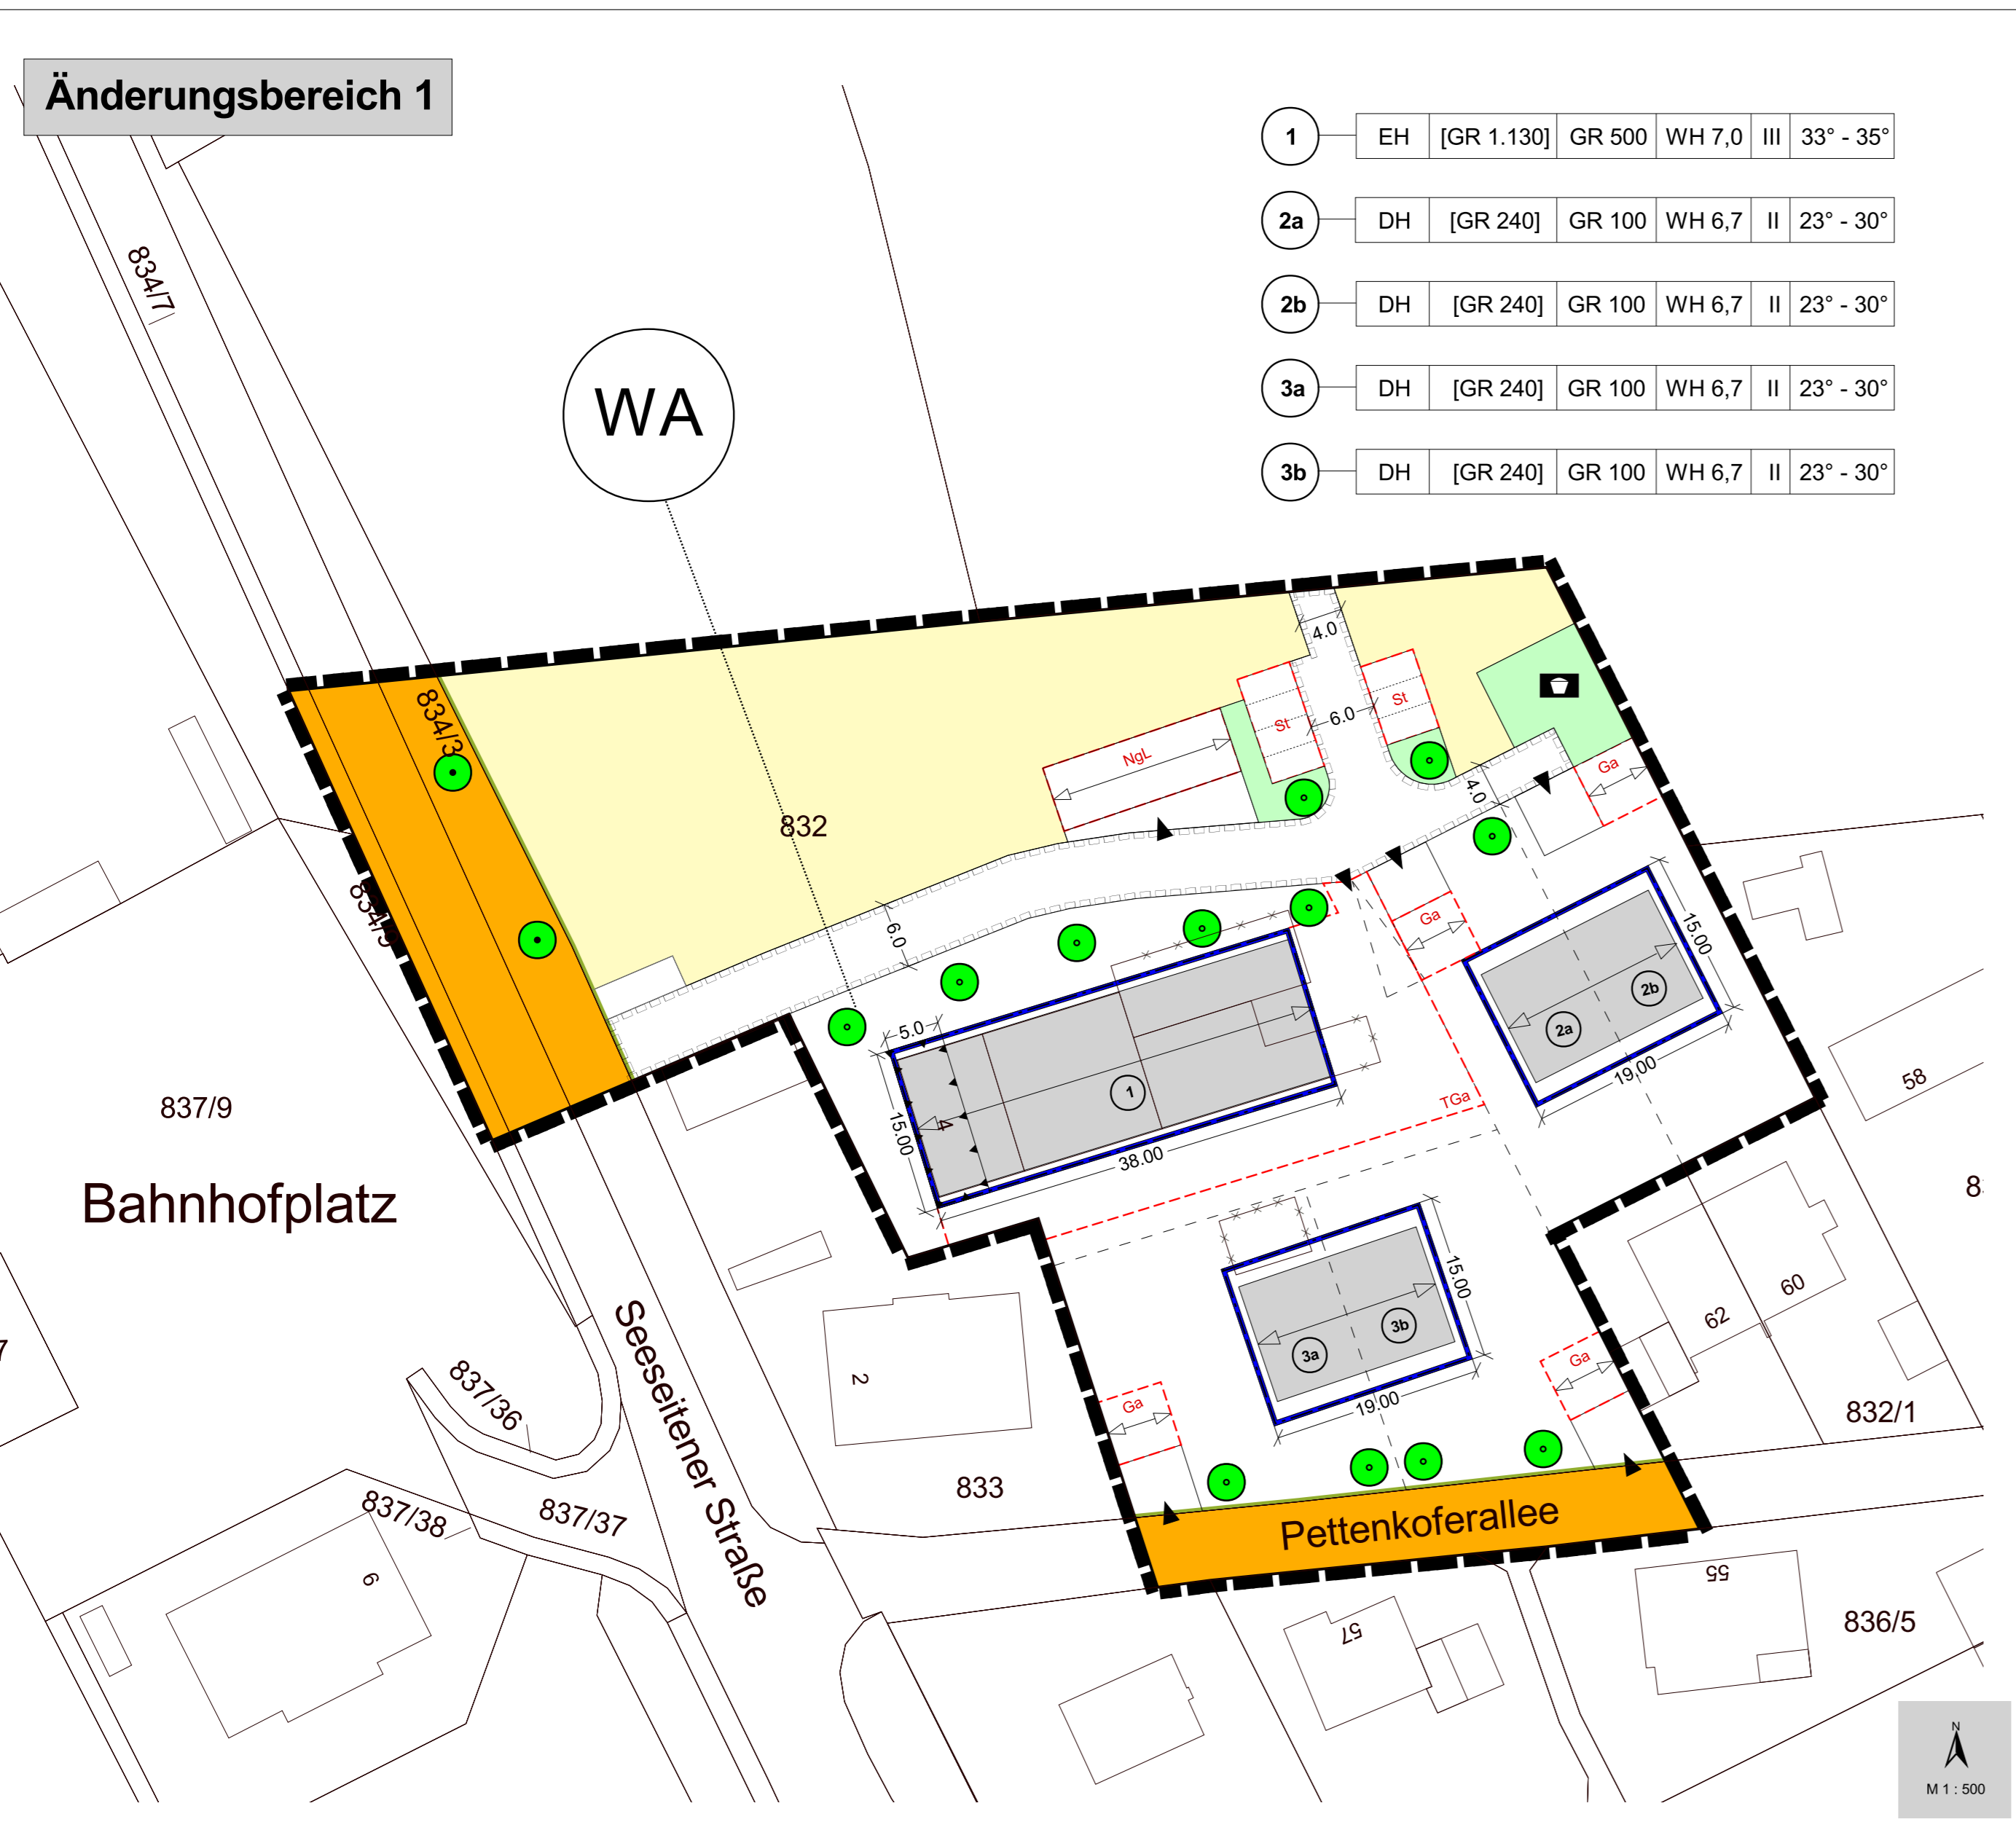 Änderungsbereich 1
1 EH [GR 1.130] GR 500 WH 7,0 III 33° - 35°
2a DH [GR 240] GR 100 WH 6,7 II 23° - 30°
2b DH [GR 240] GR 100 WH 6,7 II 23° - 30°
3a DH [GR 240] GR 100 WH 6,7 II 23° - 30°
3b DH [GR 240] GR 100 WH 6,7 II 23° - 30°
834/7
WA
4.0
834/3
St
St
6.0
NgL
Ga
4.0
832
834/9
6.0
Ga
15.00
2b
2a
5.0
19.00
1
4
15.00
TGa
38.00
58
837/9
Bahnhofplatz
15.00
3b
3a
19.00
60
62
Ga
Ga
832/1
7
2
837/36
Seeseitener Straße
833
837/38
837/37
Pettenkoferallee
6
57
55
836/5
N
M 1 : 500